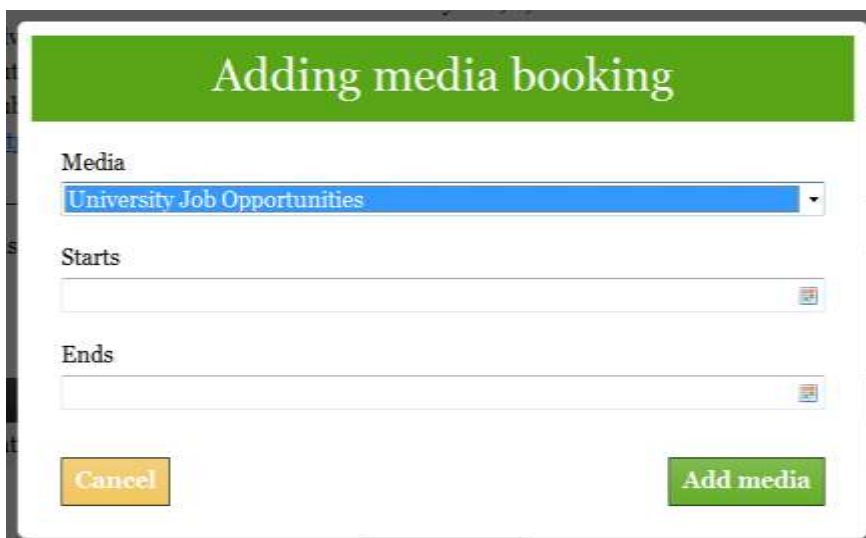 Adding media booking
Media
University Job Opportunities
Starts
Ends
Cancel
Add media